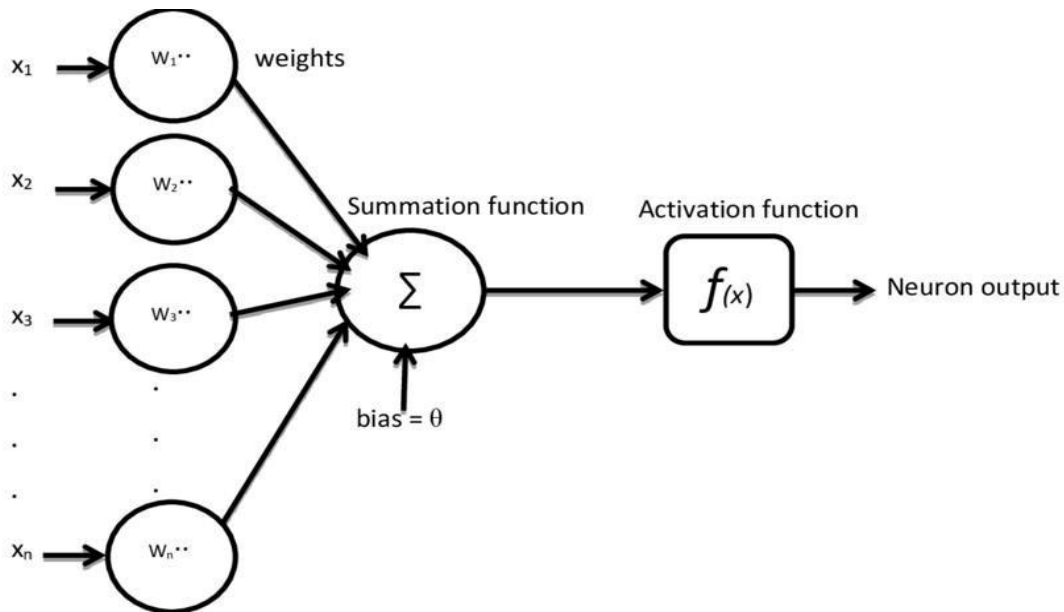 x₁
W₁..
weights
x₂
W₂..
Summation function
Activation function
x₃
W₃..
Σ
f(x)
Neuron output
bias = θ
. .
. .
. .
xₙ
Wₙ..